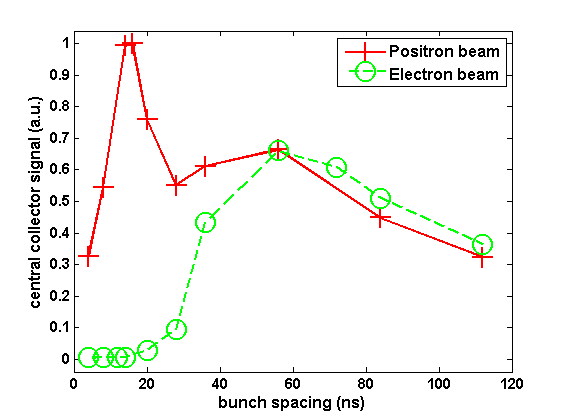 Positron beam
Electron beam
central collector signal (a.u.)
1
0.9
0.8
0.7
0.6
0.5
0.4
0.3
0.2
0.1
0
0 20 40 60 80 100 120
bunch spacing (ns)